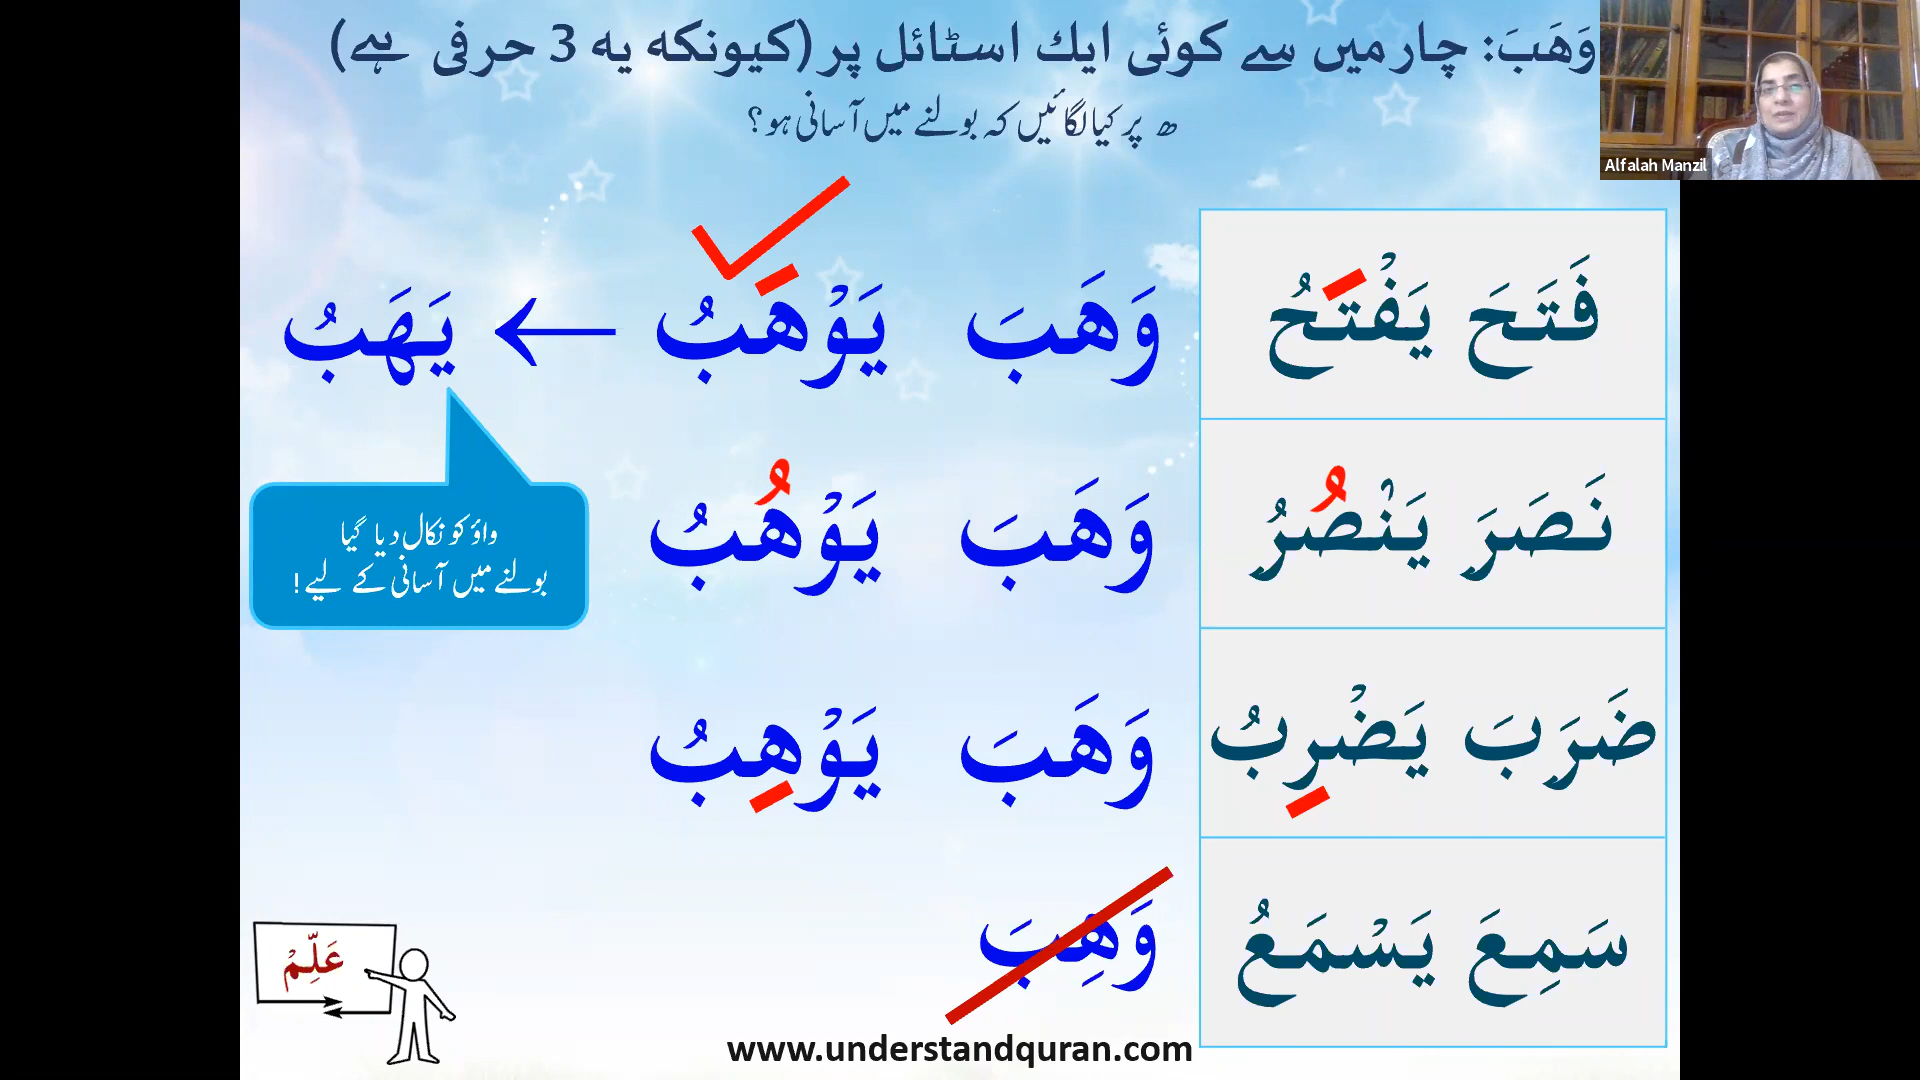 وَهَبَ: چار میں سے کوئی ایک اسٹائل پر (کیونکہ یہ 3 حرفی ہے)
ھ پر کیا لگائیں کہ بولنے میں آسانی ہو؟
Alfalah Manzil
فَتَحَ يَفْتَحُ
وَهَبَ يَوْهَبُ ← يَهَبُ
نَصَرَ يَنْصُرُ
وَهَبَ يَوْهُبُ
واؤ کو نکال دیا گیا
بولنے میں آسانی کے لیے!
ضَرَبَ يَضْرِبُ
وَهَبَ يَوْهِبُ
سَمِعَ يَسْمَعُ
وَهِبَ
عَلِّمْ
www.understandquran.com